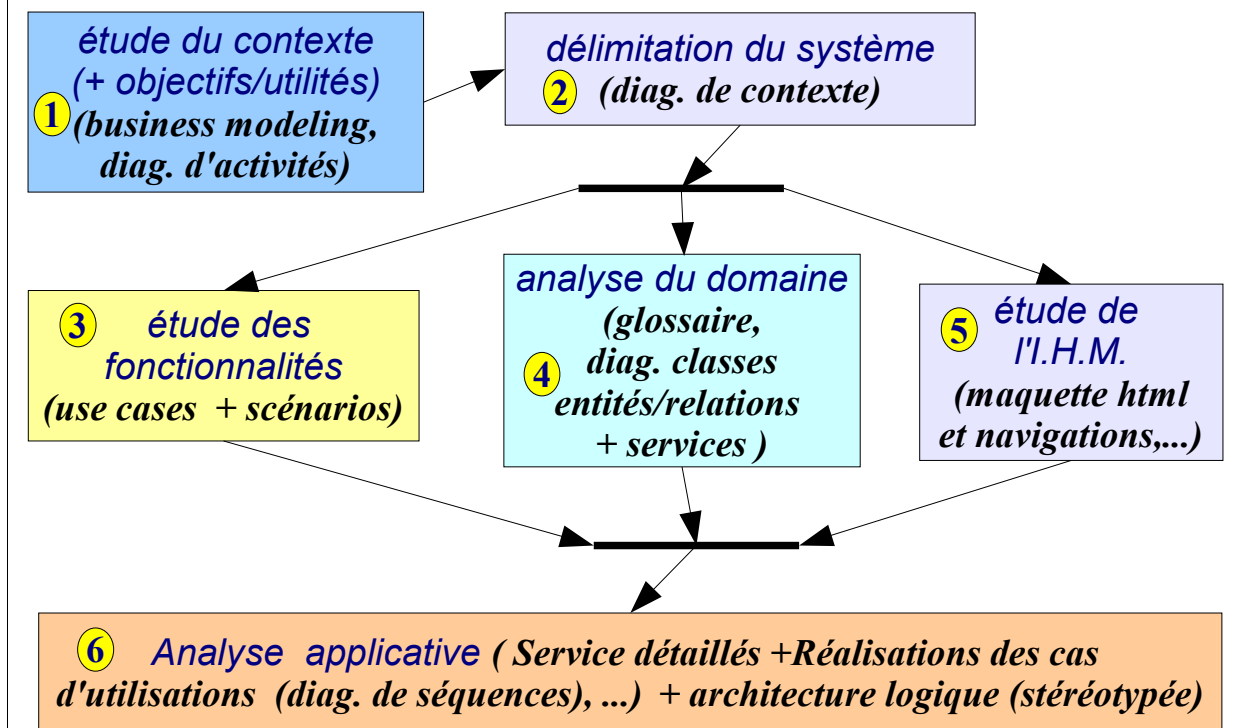 étude du contexte
(+ objectifs/utilités)
1
(business modeling,
diag. d'activités)
délimitation du système
2 (diag. de contexte)
3 étude des
fonctionnalités
(use cases + scénarios)
analyse du domaine
(glossaire,
diag. classes
4
entités/relations
+ services )
étude de
5
l'I.H.M.
(maquette html
et navigations,...)
6 Analyse applicative ( Service détaillés +Réalisations des cas
d'utilisations (diag. de séquences), ...) + architecture logique (stéréotypée)